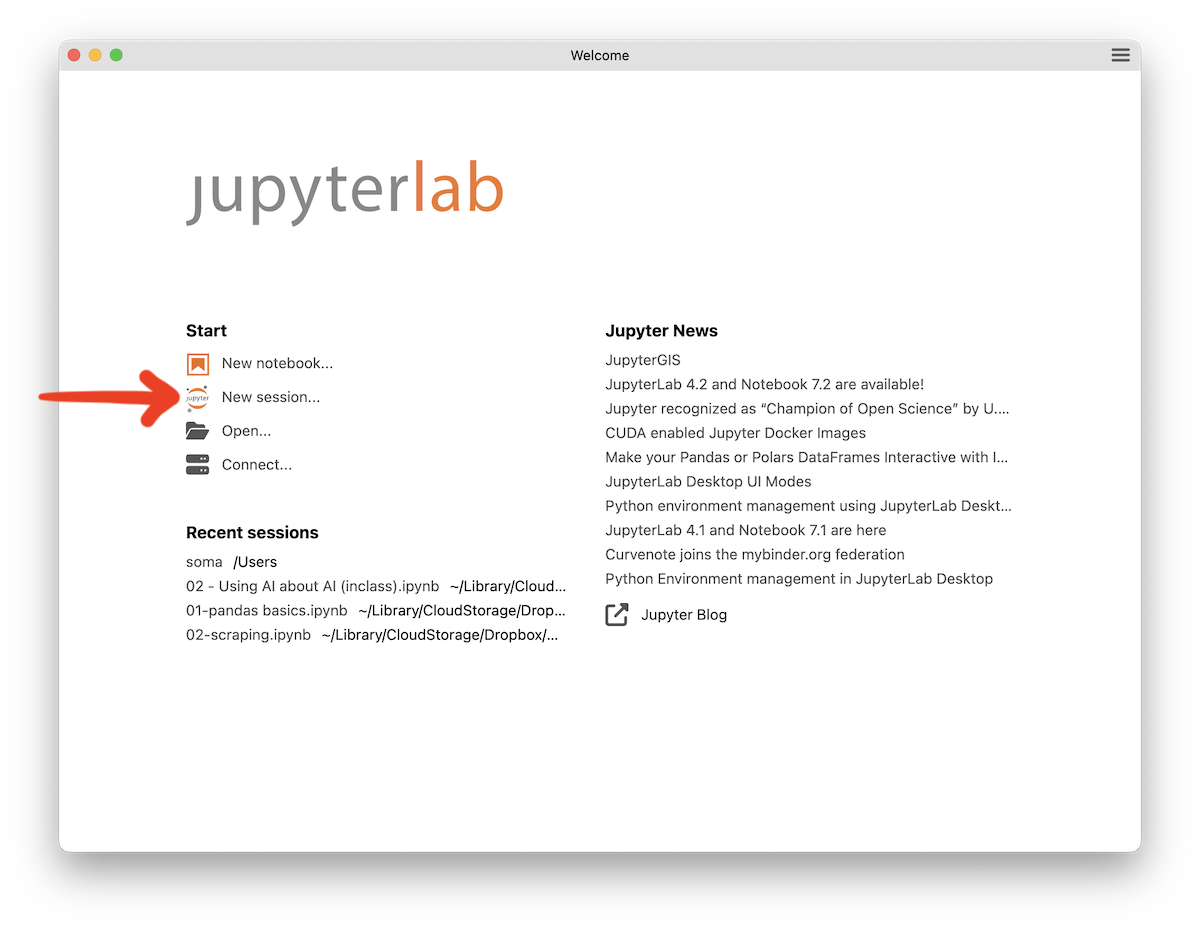 Welcome
jupyterlab
Start
New notebook...
jupyter
New session...
Open...
Connect...
Recent sessions
soma /Users
02 - Using AI about AI (inclass).ipynb ~/Library/Cloud...
01-pandas basics.ipynb ~/Library/CloudStorage/Drop...
02-scraping.ipynb ~/Library/CloudStorage/Dropbox/...
Jupyter News
JupyterGIS
JupyterLab 4.2 and Notebook 7.2 are available!
Jupyter recognized as “Champion of Open Science” by U....
CUDA enabled Jupyter Docker Images
Make your Pandas or Polars DataFrames Interactive with I...
JupyterLab Desktop UI Modes
Python environment management using JupyterLab Deskt...
JupyterLab 4.1 and Notebook 7.1 are here
Curvenote joins the mybinder.org federation
Python Environment management in JupyterLab Desktop
Jupyter Blog